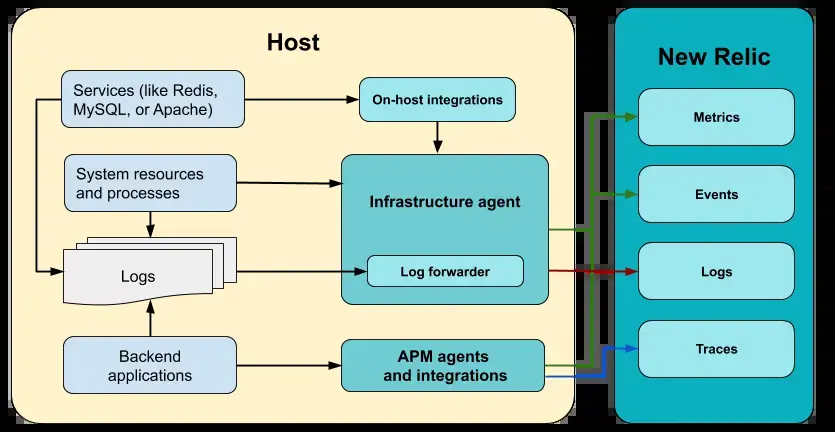 Host
New Relic
Services (like Redis,
MySQL, or Apache)
On-host integrations
Metrics
System resources
and processes
Infrastructure agent
Events
Logs
Log forwarder
Logs
Backend
applications
APM agents
and integrations
Traces